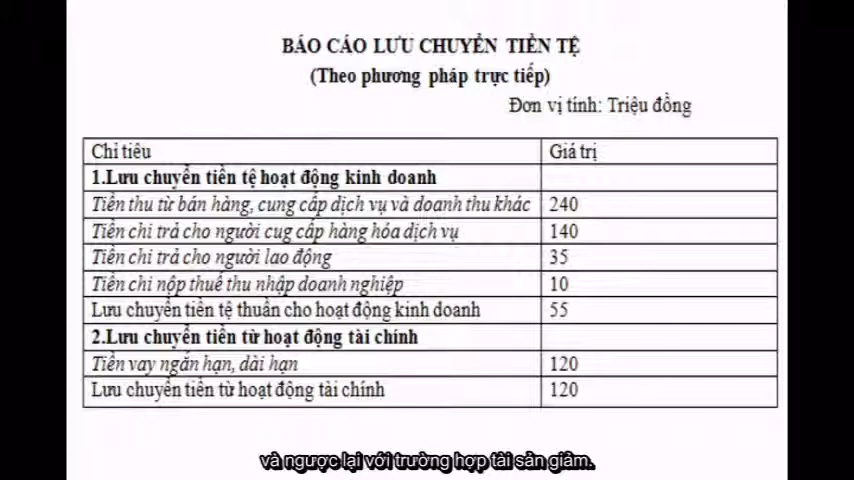 BÁO CÁO LƯU CHUYỂN TIỀN TỆ
(Theo phương pháp trực tiếp)
Đơn vị tính: Triệu đồng
Chỉ tiêu Giá trị
1.Lưu chuyển tiền tệ hoạt động kinh doanh
Tiền thu từ bán hàng, cung cấp dịch vụ và doanh thu khác 240
Tiền chi trả cho người cug cấp hàng hóa dịch vụ 140
Tiền chi trả cho người lao động 35
Tiền chi nộp thuế thu nhập doanh nghiệp 10
Lưu chuyển tiền tệ thuần cho hoạt động kinh doanh 55
2.Lưu chuyển tiền từ hoạt động tài chính
Tiền vay ngắn hạn, dài hạn 120
Lưu chuyển tiền từ hoạt động tài chính 120
và ngược lại với trường hợp tài sản giảm.